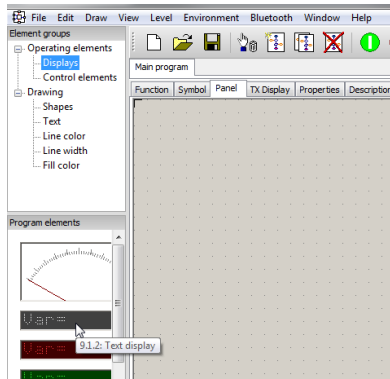 File Edit Draw View Level Environment Bluetooth Window Help
Element groups
Operating elements
Displays
Control elements
Drawing
Shapes
Text
Line color
Line width
Fill color
Main program
Function Symbol Panel TX Display Properties Description
Program elements
Var=
9.1.2: Text display
Var=
Var=